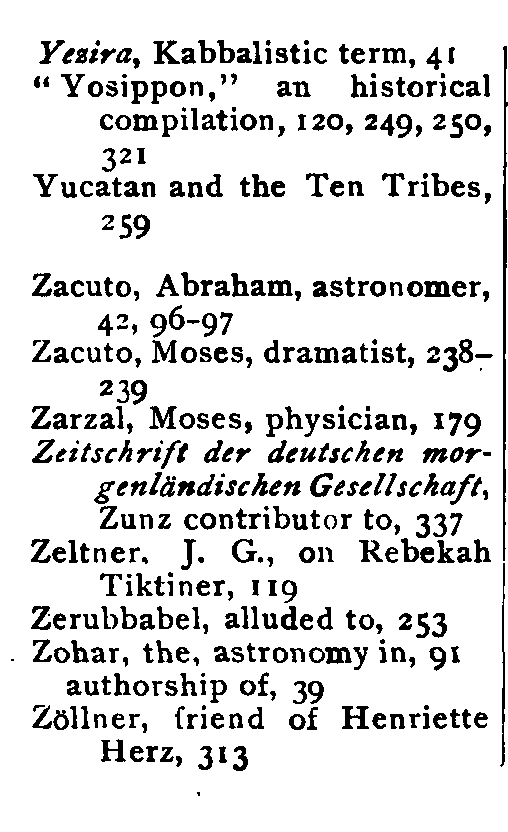 Yezira, Kabbalistic term, 41
“ Yosippon,” an historical
compilation, 120, 249, 250,
321
Yucatan and the Ten Tribes,
259
Zacuto, Abraham, astronomer,
42, 96–97
Zacuto, Moses, dramatist, 238–
239
Zarzal, Moses, physician, 179
Zeitschrift der deutschen mor-
genländischen Gesellschaft,
Zunz contributor to, 337
Zeltner, J. G., on Rebekah
Tiktiner, 119
Zerubbabel, alluded to, 253
Zohar, the, astronomy in, 91
authorship of, 39
Zöllner, friend of Henriette
Herz, 313